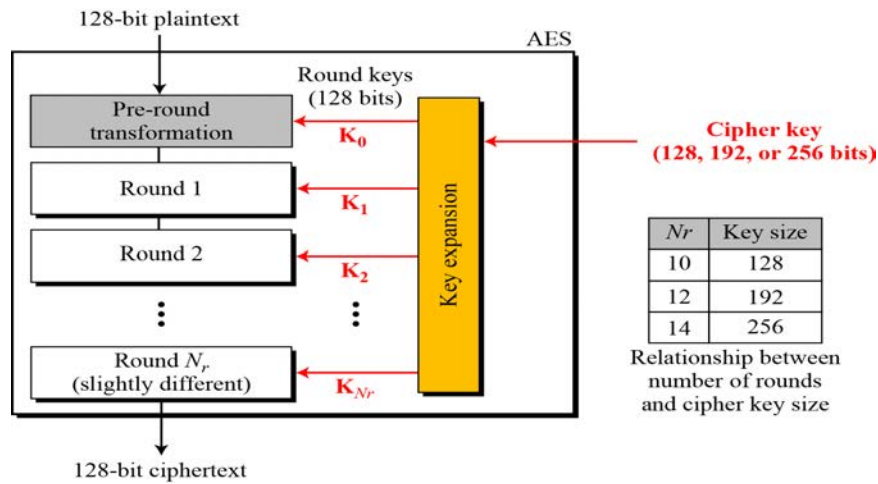 128-bit plaintext
AES
Round keys
(128 bits)
Pre-round
transformation
K0
Cipher key
(128, 192, or 256 bits)
Round 1
K1
Round 2
K2
Key expansion
Nr Key size
10 128
12 192
14 256
Relationship between
number of rounds
and cipher key size
Round Nr
(slightly different)
KNr
128-bit ciphertext